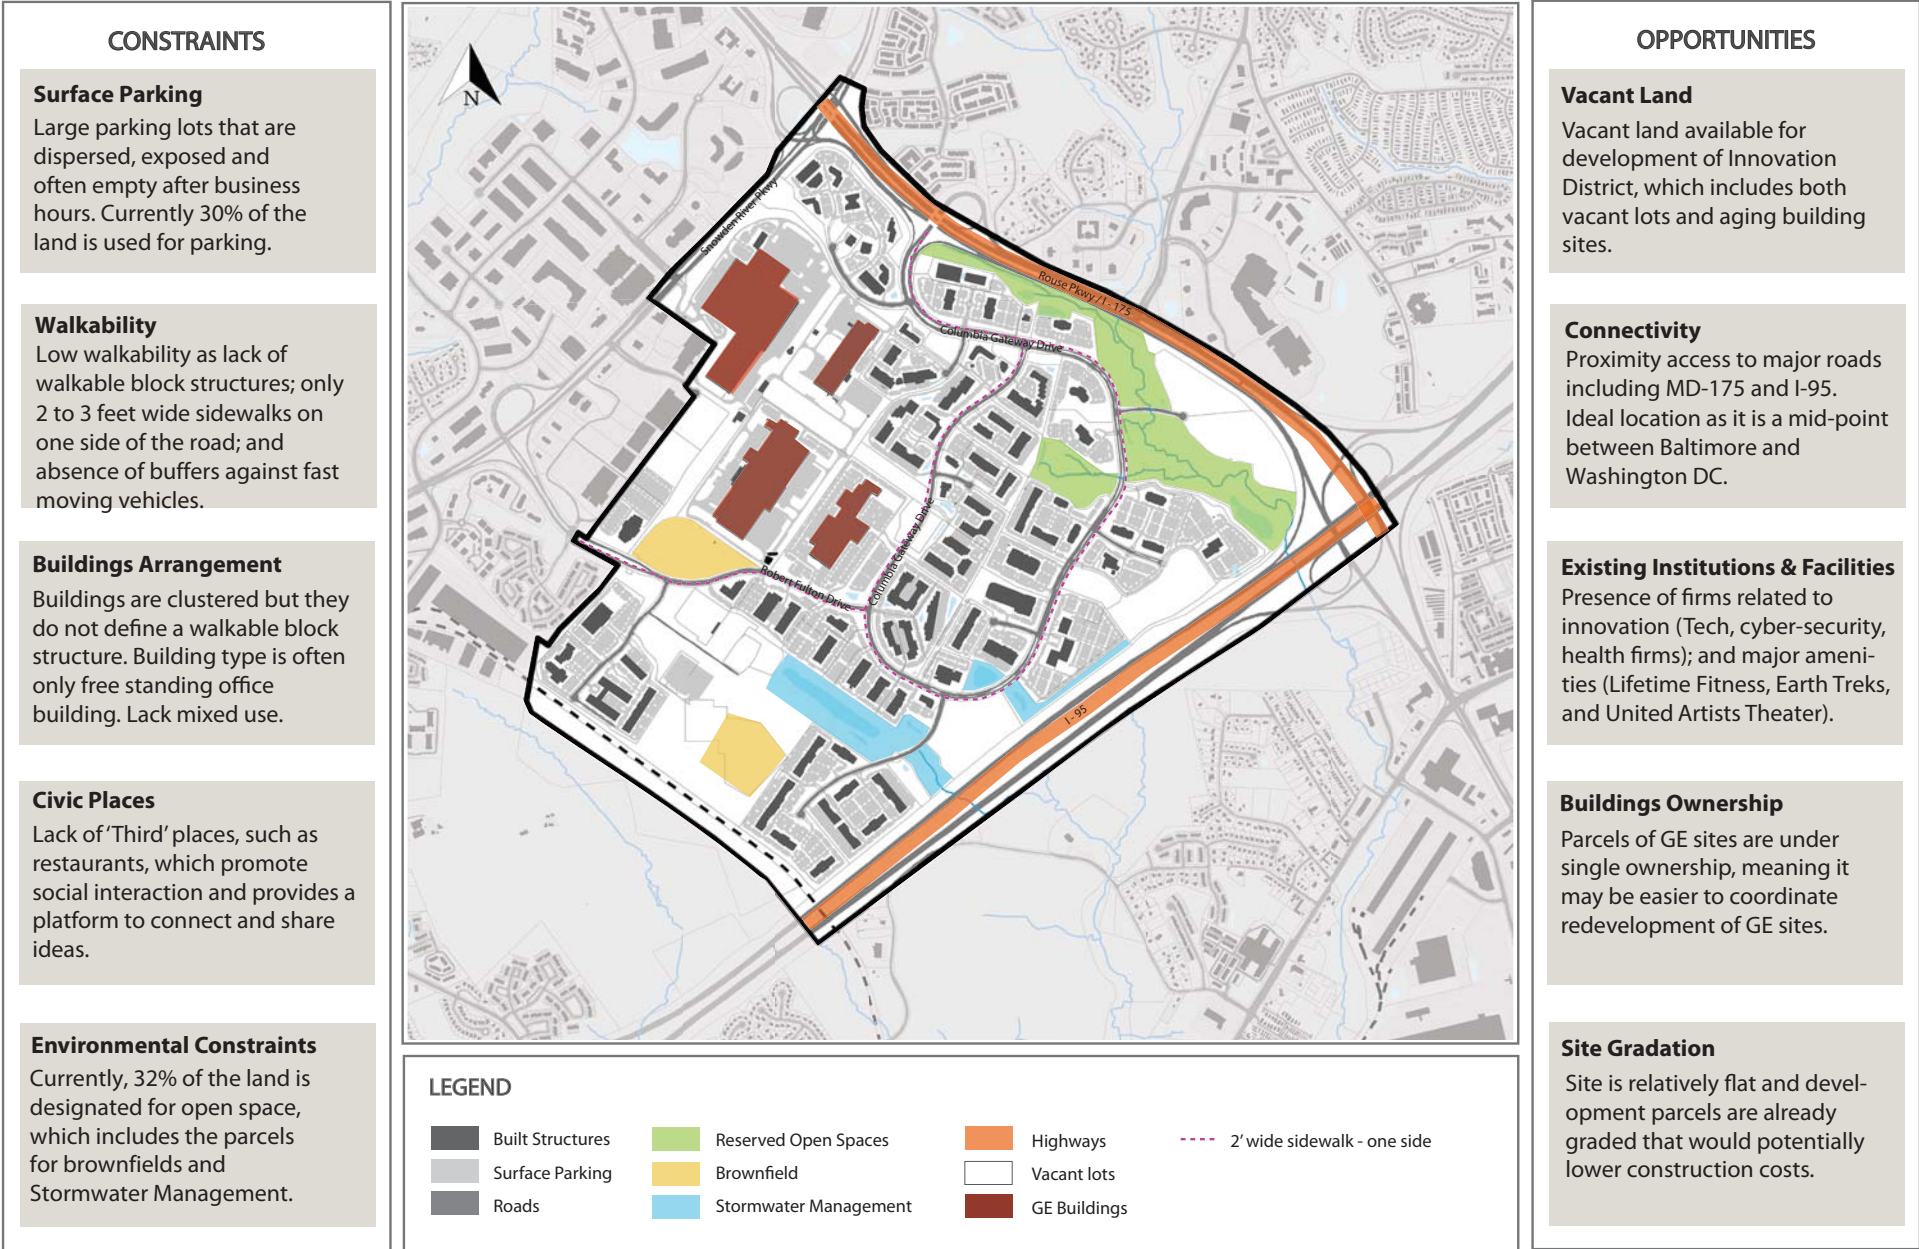 CONSTRAINTS
Surface Parking
Large parking lots that are
dispersed, exposed and
often empty after business
hours. Currently 30% of the
land is used for parking.
Walkability
Low walkability as lack of
walkable block structures; only
2 to 3 feet wide sidewalks on
one side of the road; and
absence of buffers against fast
moving vehicles.
Buildings Arrangement
Buildings are clustered but they
do not define a walkable block
structure. Building type is often
only free standing office
building. Lack mixed use.
Civic Places
Lack of ‘Third’ places, such as
restaurants, which promote
social interaction and provides a
platform to connect and share
ideas.
Environmental Constraints
Currently, 32% of the land is
designated for open space,
which includes the parcels
for brownfields and
Stormwater Management.
N
Snowden River Pkwy
Rouse Pkwy / I - 175
Columbia Gateway Drive
Columbia Gateway Drive
Robert Fulton Drive
I - 95
LEGEND
Built Structures
Surface Parking
Roads
Reserved Open Spaces
Brownfield
Stormwater Management
Highways
Vacant lots
GE Buildings
2’ wide sidewalk - one side
OPPORTUNITIES
Vacant Land
Vacant land available for
development of Innovation
District, which includes both
vacant lots and aging building
sites.
Connectivity
Proximity access to major roads
including MD-175 and I-95.
Ideal location as it is a mid-point
between Baltimore and
Washington DC.
Existing Institutions & Facilities
Presence of firms related to
innovation (Tech, cyber-security,
health firms); and major ameni-
ties (Lifetime Fitness, Earth Treks,
and United Artists Theater).
Buildings Ownership
Parcels of GE sites are under
single ownership, meaning it
may be easier to coordinate
redevelopment of GE sites.
Site Gradation
Site is relatively flat and devel-
opment parcels are already
graded that would potentially
lower construction costs.